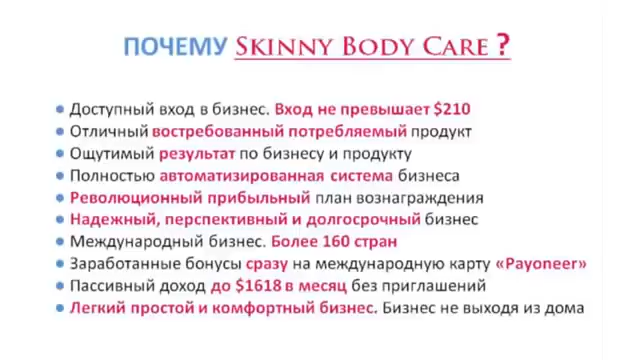 ПОЧЕМУ SKINNY BODY CARE ?
Доступный вход в бизнес. Вход не превышает $210
Отличный востребованный потребляемый продукт
Ощутимый результат по бизнесу и продукту
Полностью автоматизированная система бизнеса
Революционный прибыльный план вознаграждения
Надежный, перспективный и долгосрочный бизнес
Международный бизнес. Более 160 стран
Заработанные бонусы сразу на международную карту «Payoneer»
Пассивный доход до $1618 в месяц без приглашений
Легкий простой и комфортный бизнес. Бизнес не выходя из дома